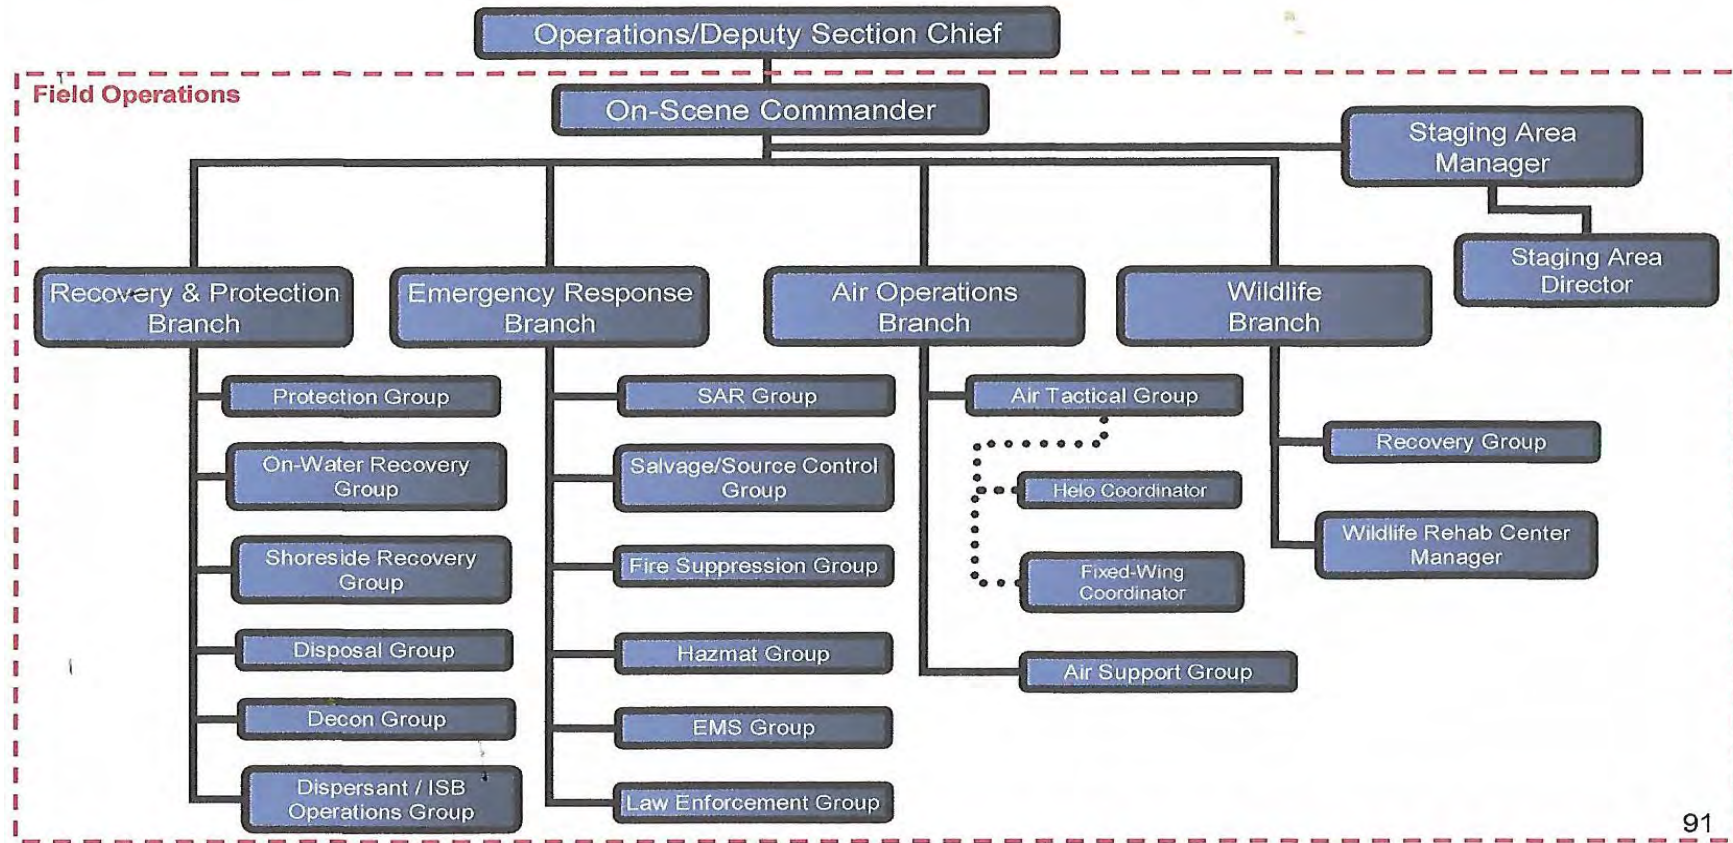 Operations/Deputy Section Chief
Field Operations
On-Scene Commander
Staging Area
Manager
Staging Area
Director
Recovery & Protection
Branch
Emergency Response
Branch
Air Operations
Branch
Wildlife
Branch
Protection Group
On-Water Recovery
Group
Shoreside Recovery
Group
Disposal Group
Decon Group
Dispersant / ISB
Operations Group
SAR Group
Salvage/Source Control
Group
Fire Suppression Group
Hazmat Group
EMS Group
Law Enforcement Group
Air Tactical Group
Helo Coordinator
Fixed-Wing
Coordinator
Air Support Group
Recovery Group
Wildlife Rehab Center
Manager
91